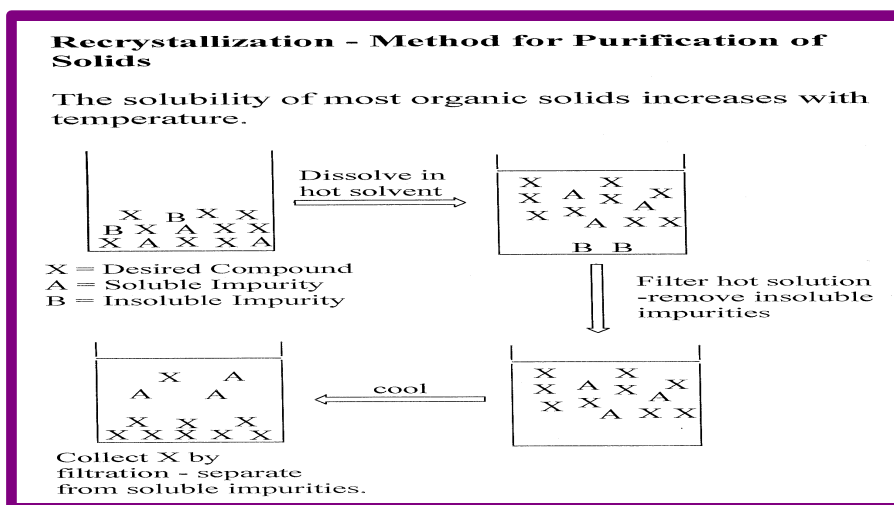 Recrystallization - Method for Purification of
Solids
The solubility of most organic solids increases with
temperature.
Dissolve in
hot solvent
X X
A X
X X A
X X A X X
B B
X B X X
B X A X X
X A X X A
X = Desired Compound
A = Soluble Impurity
B = Insoluble Impurity
Filter hot solution
-remove insoluble
impurities
X X
X A X X
X X A
A X X
cool
X A
A A
X X X
X X X X X
Collect X by
filtration - separate
from soluble impurities.